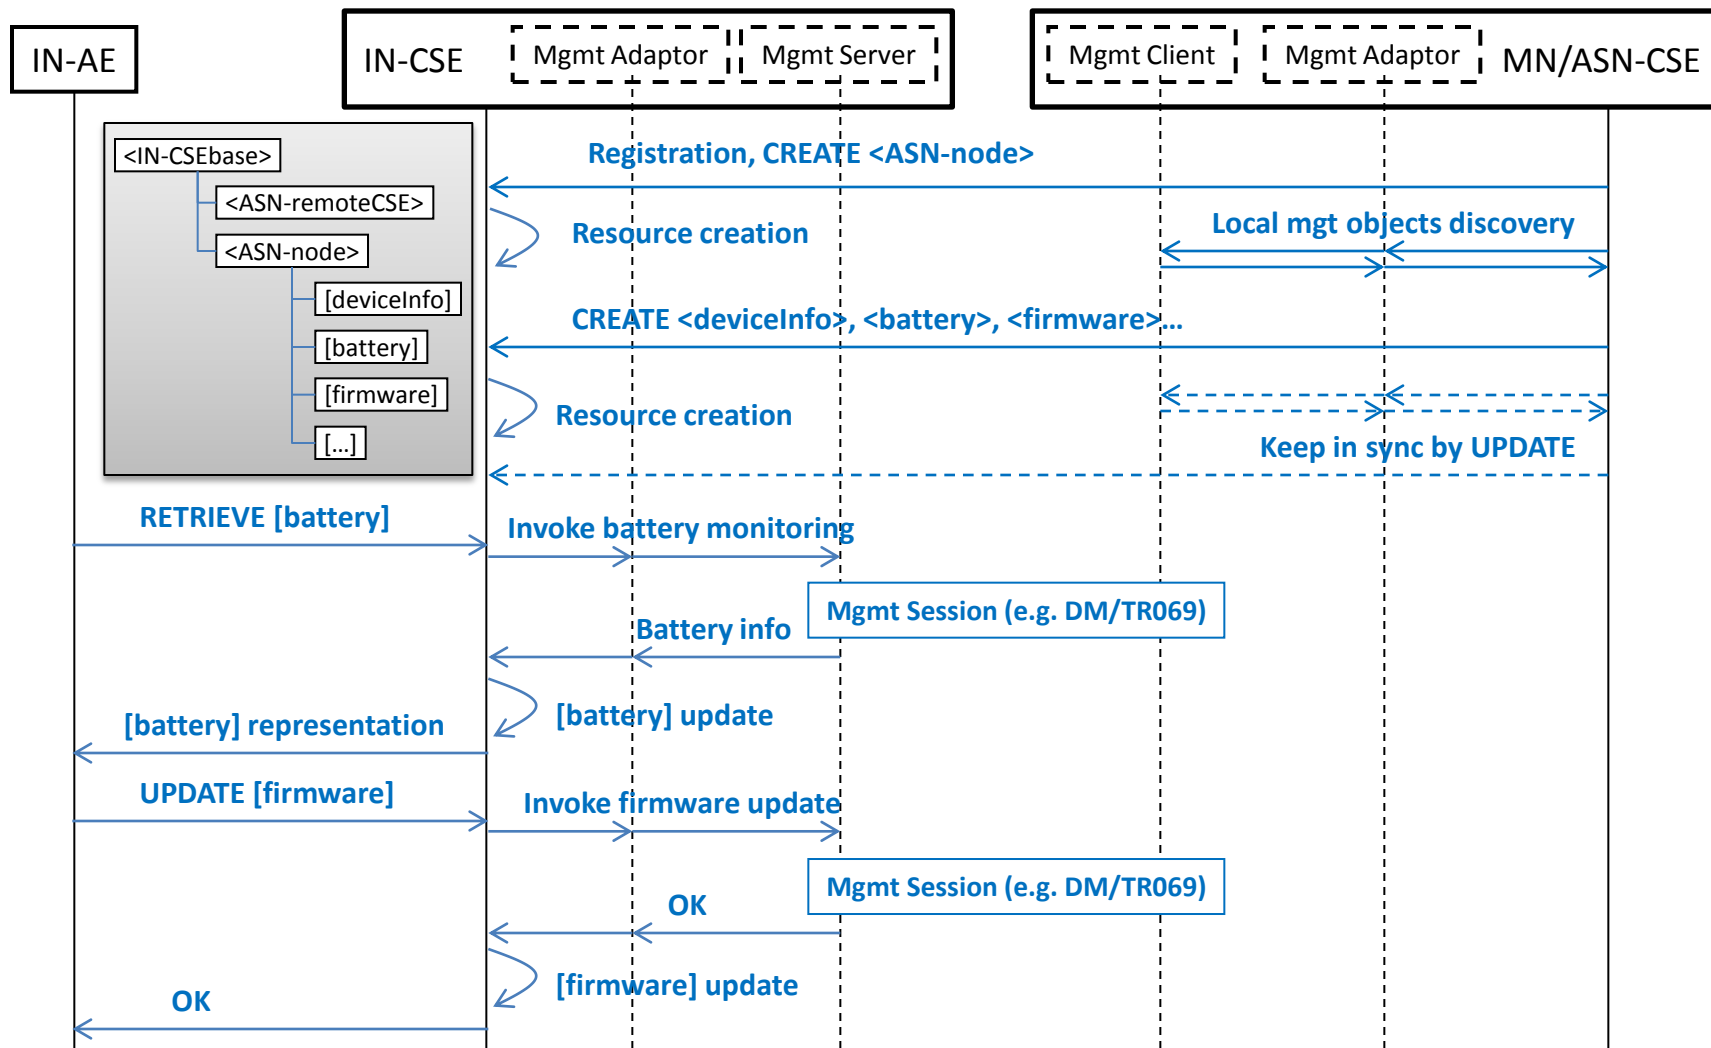 IN-AE
IN-CSE
Mgmt Adaptor
Mgmt Server
Mgmt Client
Mgmt Adaptor
MN/ASN-CSE
<IN-CSEbase>
<ASN-remoteCSE>
<ASN-node>
[deviceInfo]
[battery]
[firmware]
[...]
Registration, CREATE <ASN-node>
Resource creation
Local mgt objects discovery
CREATE <deviceInfo>, <battery>, <firmware>...
Resource creation
Keep in sync by UPDATE
RETRIEVE [battery]
Invoke battery monitoring
Mgmt Session (e.g. DM/TR069)
Battery info
[battery] update
[battery] representation
UPDATE [firmware]
Invoke firmware update
Mgmt Session (e.g. DM/TR069)
OK
[firmware] update
OK